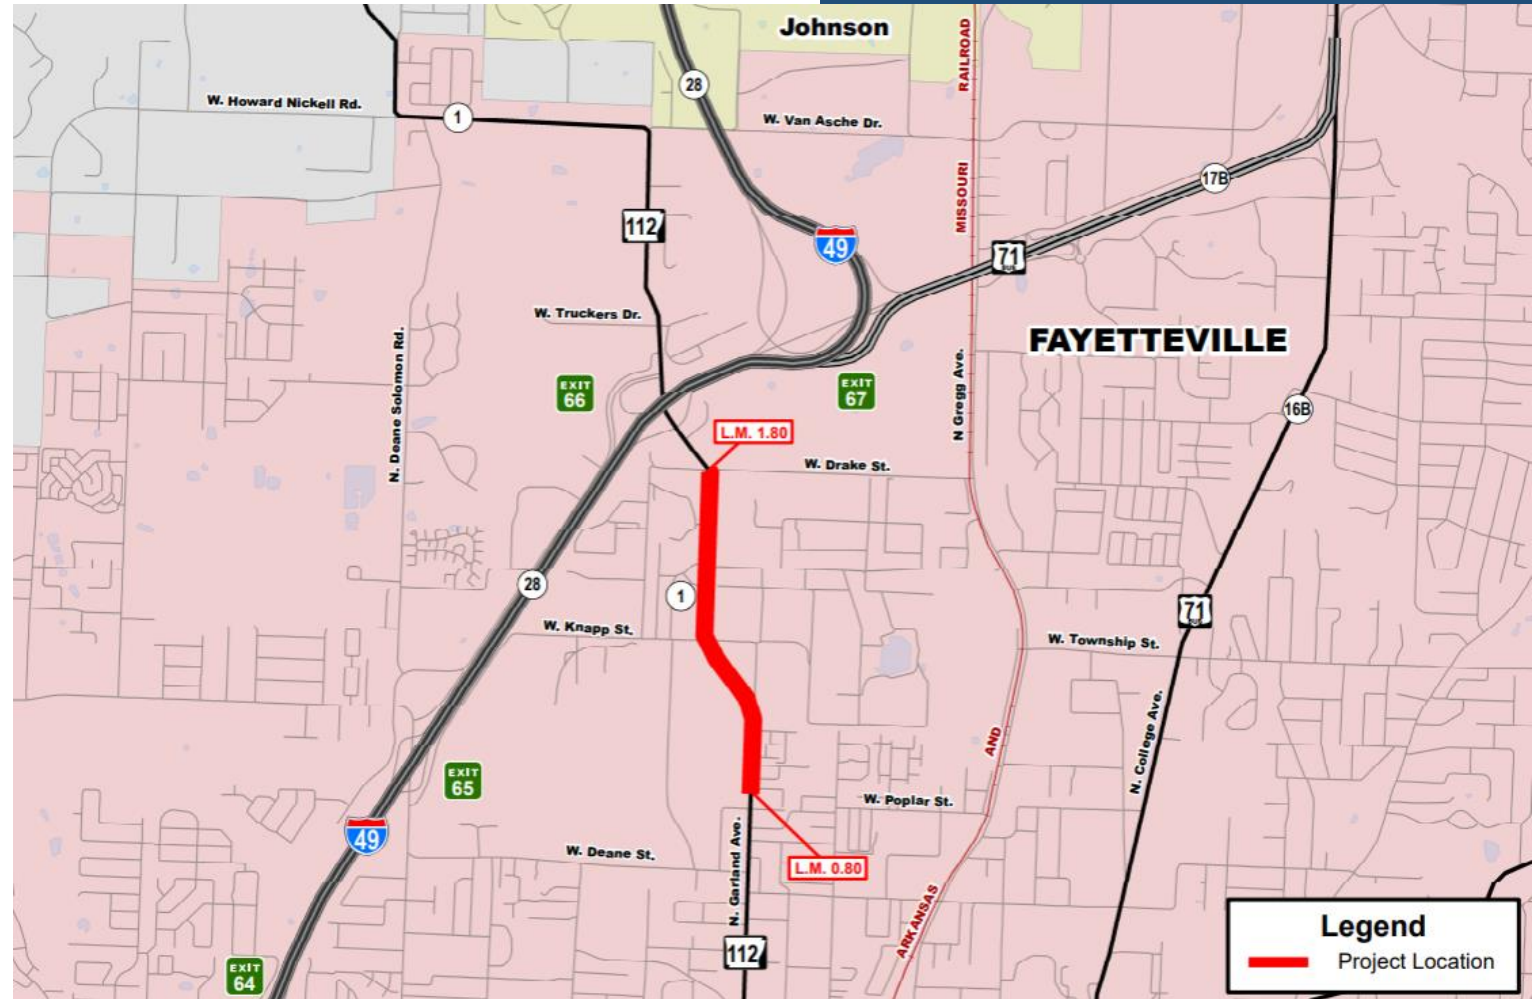 Johnson
RAILROAD
28
W. Howard Nickell Rd.
1
W. Van Asche Dr.
17B
MISSOURI
112
49
71
BUS
W. Truckers Dr.
FAYETTEVILLE
N. Deane Solomon Rd.
N Gregg Ave.
EXIT
66
EXIT
67
16B
L.M. 1.80
W. Drake St.
28
1
71
BUS
W. Knapp St.
W. Township St.
N. College Ave.
AND
EXIT
65
W. Poplar St.
49
W. Deane St.
N. Garland Ave.
L.M. 0.80
ARKANSAS
112
EXIT
64
Legend
Project Location